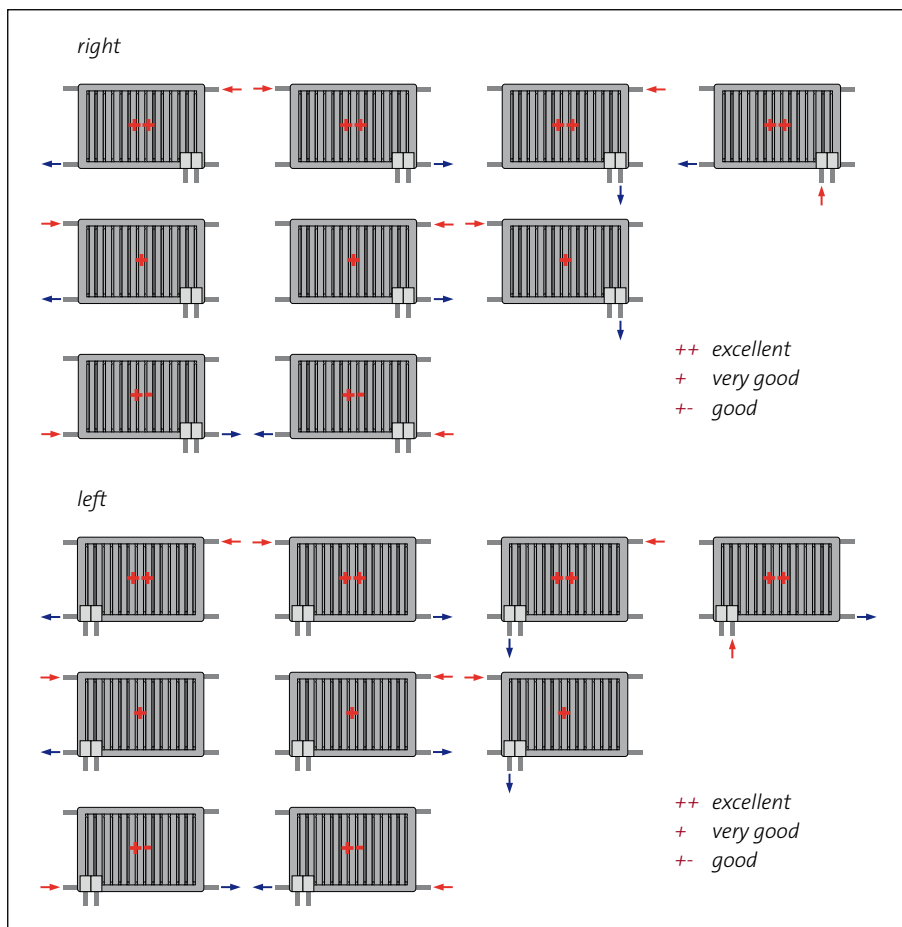 right
++
++
++
++
+
+
+
+-
+-
++ excellent
+ very good
+- good
left
++
++
++
++
+
+
+
+-
+-
++ excellent
+ very good
+- good